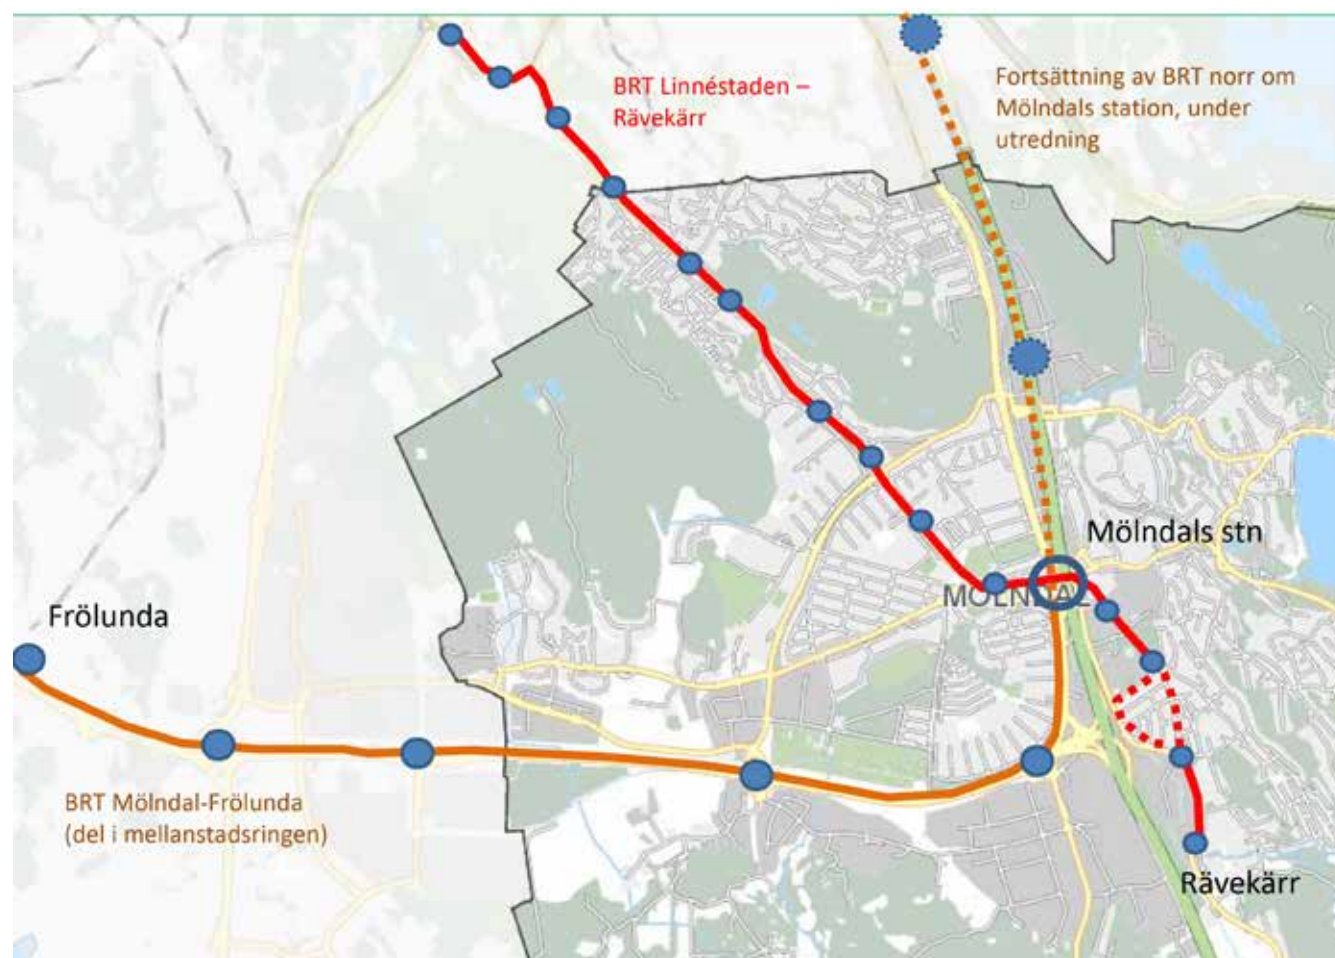 BRT Linnéstaden –
Rävekärr
Fortsättning av BRT norr om
Mölndals station, under
utredning
Mölndals stn
MÖLNDAL
Frölunda
BRT Mölndal-Frölunda
(del i mellanstadsringen)
Rävekärr